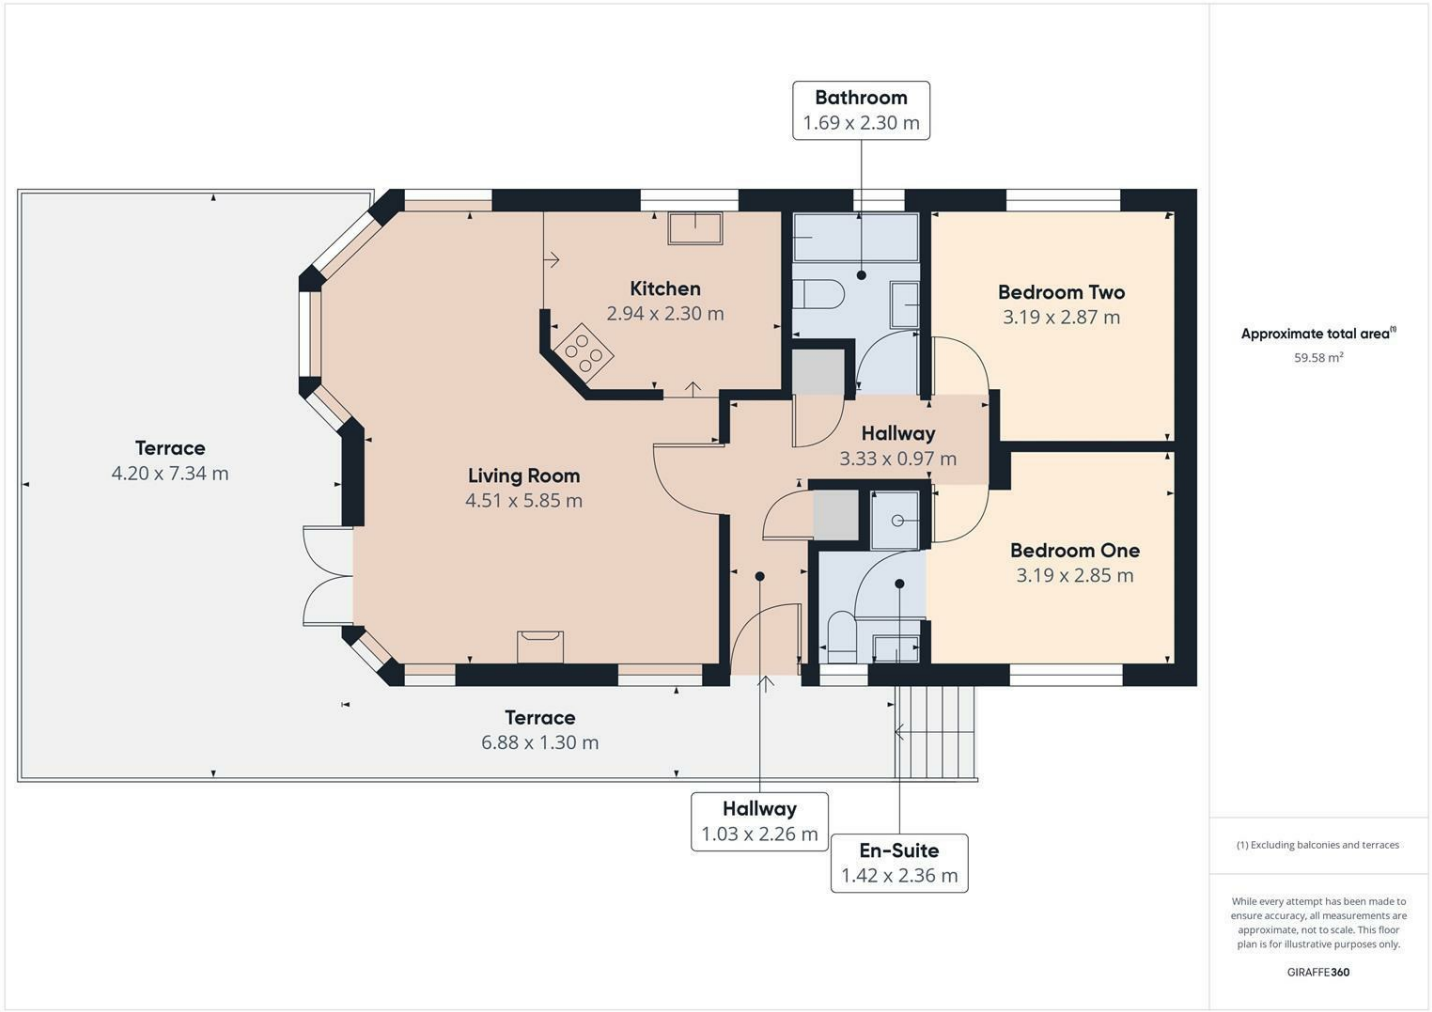 Bathroom
1.69 x 2.30 m
Kitchen
2.94 x 2.30 m
Bedroom Two
3.19 x 2.87 m
Approximate total area(1)
59.58 m²
Terrace
4.20 x 7.34 m
Living Room
4.51 x 5.85 m
Hallway
3.33 x 0.97 m
Bedroom One
3.19 x 2.85 m
Terrace
6.88 x 1.30 m
Hallway
1.03 x 2.26 m
En-Suite
1.42 x 2.36 m
(1) Excluding balconies and terraces
While every attempt has been made to
ensure accuracy, all measurements are
approximate, not to scale. This floor
plan is for illustrative purposes only.
GIRAFFE360